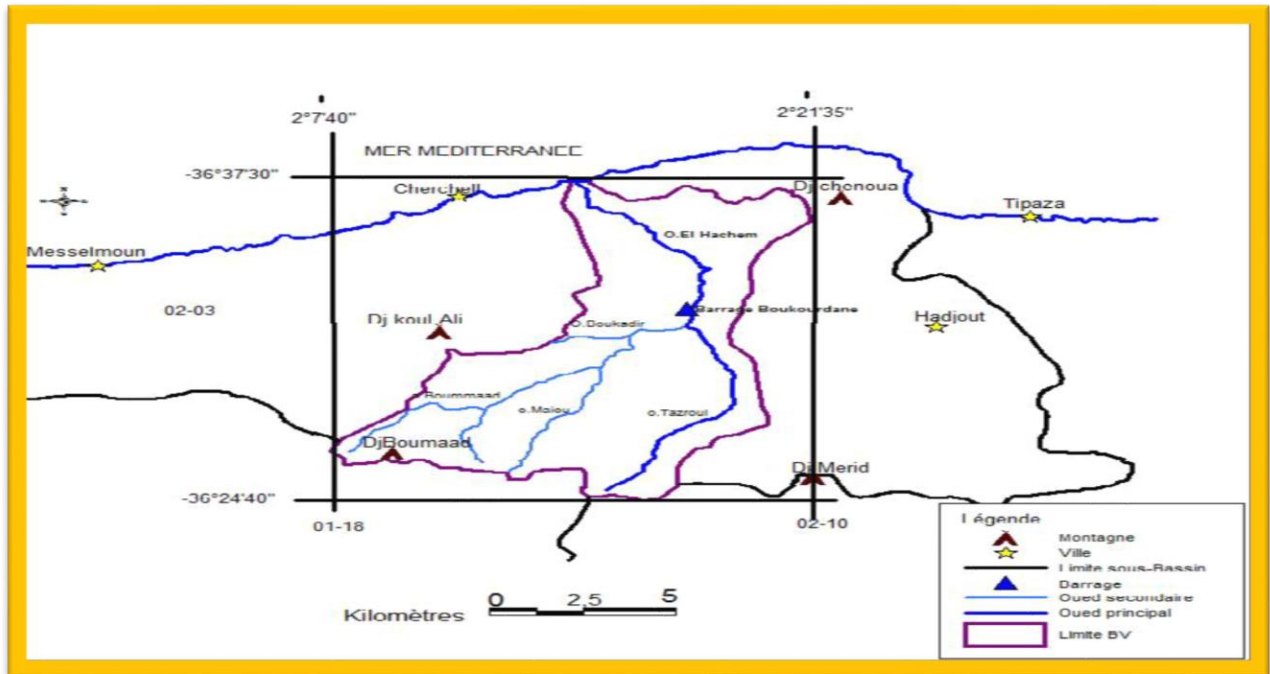 2°7'40"
2°21'35"
MER MEDITERRANEE
-36°37'30"
Cherchell
Dj chenoua
Tipaza
O.El Hachem
Messelmoun
02-03
Barrage Boukourdane
Dj koul Ali
O.Doukadir
Hadjout
o.Boummaad
o.Tazroul
DjBoumaad
Dj Merid
-36°24'40"
01-18
02-10
Légende
Montagne
Ville
Limite sous-Bassin
Barrage
Oued secondaire
Oued principal
Limite BV
Kilomètres 0 2,5 5